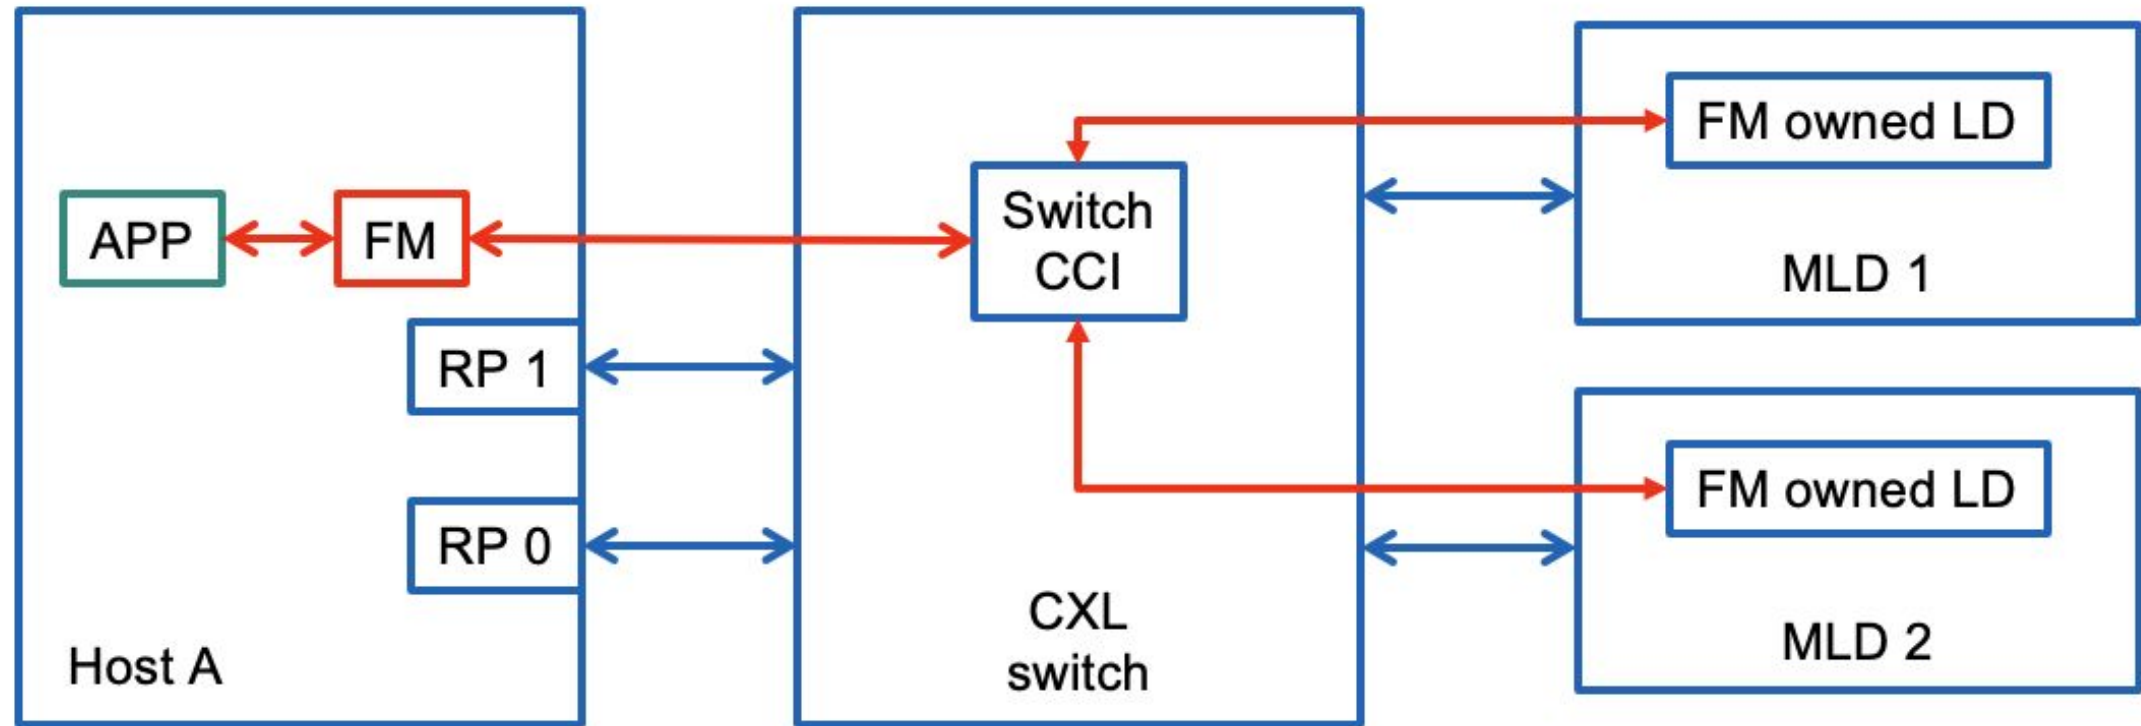 APP
FM
RP 1
RP 0
Host A
Switch
CCI
CXL
switch
FM owned LD
MLD 1
FM owned LD
MLD 2